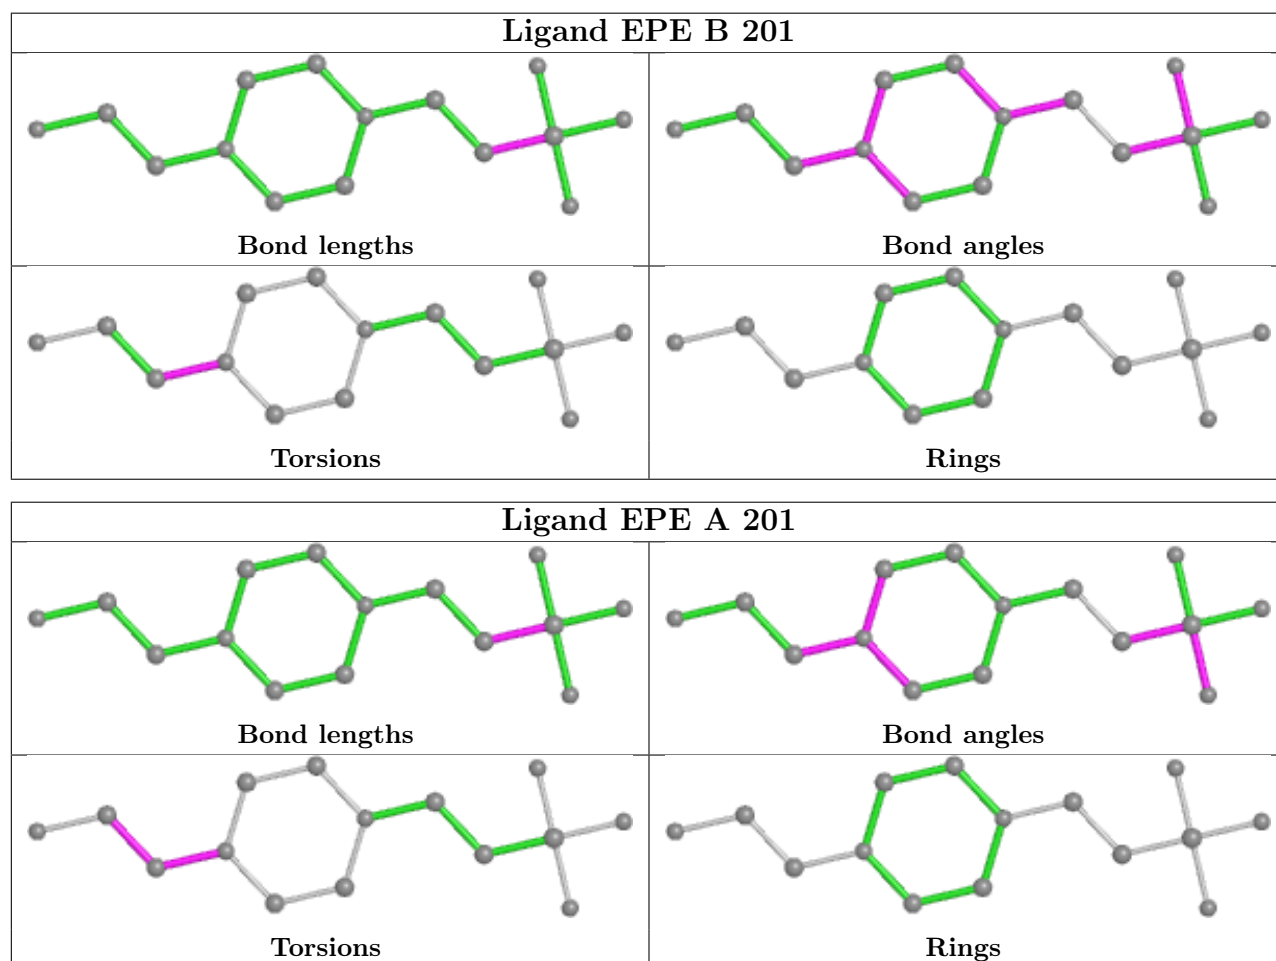 Ligand EPE B 201
Bond lengths
Bond angles
Torsions
Rings
Ligand EPE A 201
Bond lengths
Bond angles
Torsions
Rings